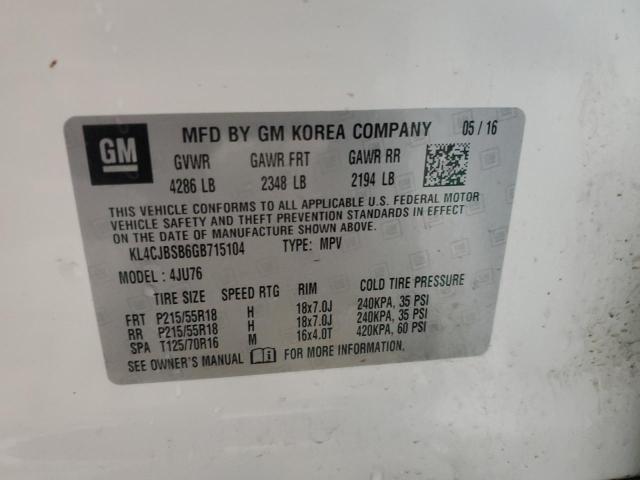 GM MFD BY GM KOREA COMPANY 05 / 16
GVWR GAWR FRT GAWR RR
4286 LB 2348 LB 2194 LB
THIS VEHICLE CONFORMS TO ALL APPLICABLE U.S. FEDERAL MOTOR
VEHICLE SAFETY AND THEFT PREVENTION STANDARDS IN EFFECT
ON THE DATE OF MANUFACTURE SHOWN ABOVE.
KL4CJBSB6GB715104 TYPE: MPV
MODEL: 4JU76
TIRE SIZE SPEED RTG RIM COLD TIRE PRESSURE
FRT P215/55R18 H 18x7.0J 240KPA, 35 PSI
RR P215/55R18 H 18x7.0J 240KPA, 35 PSI
SPA T125/70R16 M 16x4.0T 420KPA, 60 PSI
SEE OWNER'S MANUAL FOR MORE INFORMATION.